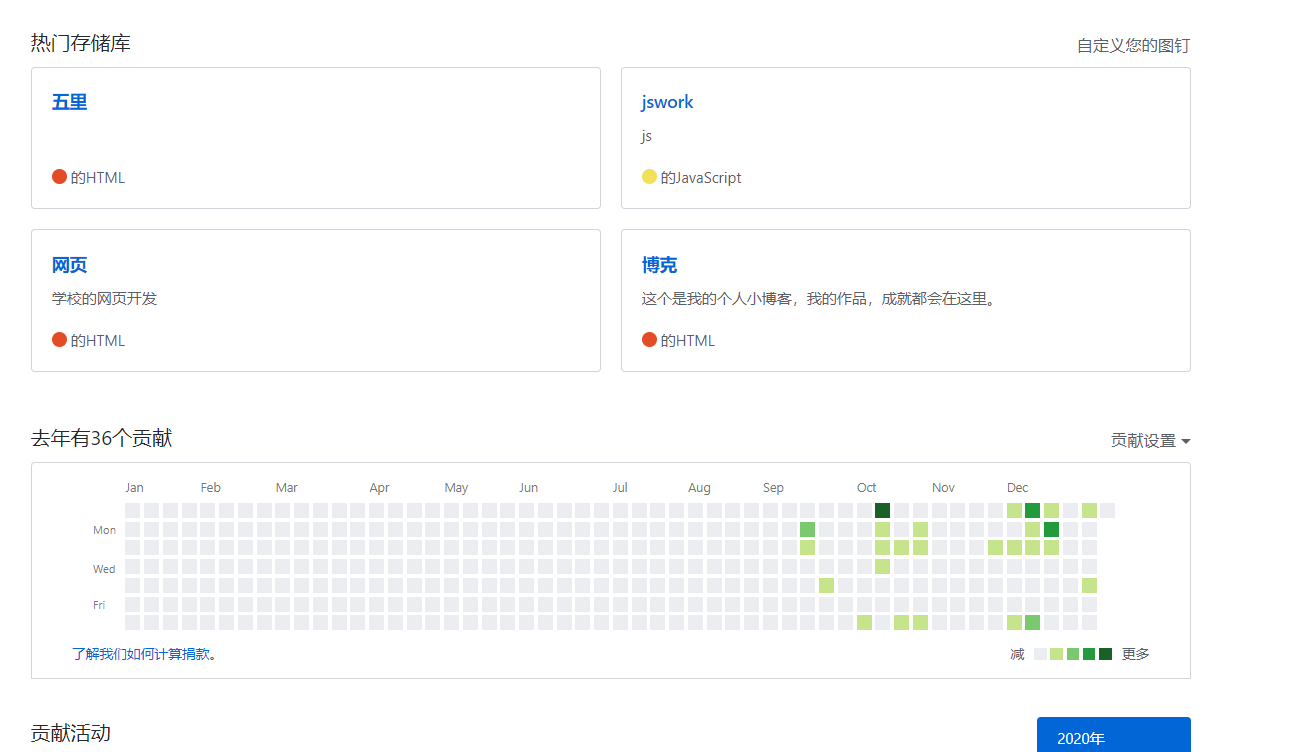 热门存储库
自定义您的图钉
五里
的HTML
jswork
js
的JavaScript
网页
学校的网页开发
的HTML
博克
这个是我的个人小博客，我的作品，成就都会在这里。
的HTML
去年有36个贡献
贡献设置
Jan Feb Mar Apr May Jun Jul Aug Sep Oct Nov Dec
Mon
Wed
Fri
了解我们如何计算捐款。
减 更多
贡献活动
2020年